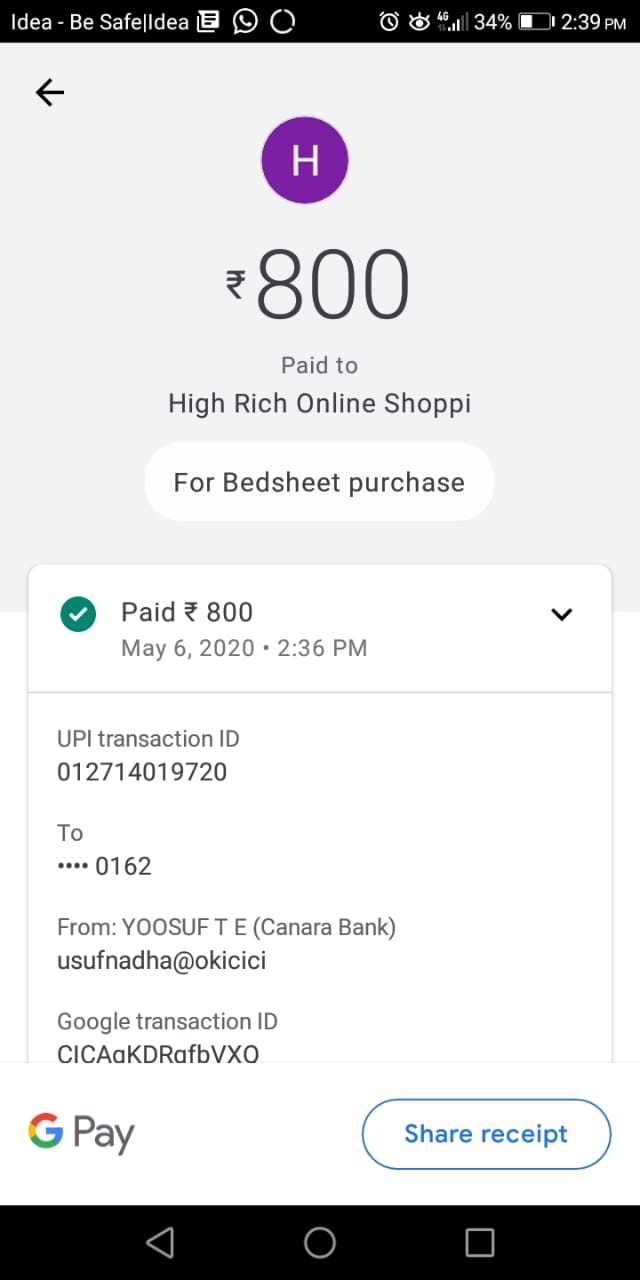 Idea - Be Safe|Idea 4G 34% 2:39 PM
H
₹800
Paid to
High Rich Online Shoppi
For Bedsheet purchase
Paid ₹ 800
May 6, 2020 • 2:36 PM
UPI transaction ID
012714019720
To
•••• 0162
From: YOOSUF T E (Canara Bank)
usufnadha@okicici
Google transaction ID
CICAgKDRgfbVXQ
G Pay
Share receipt